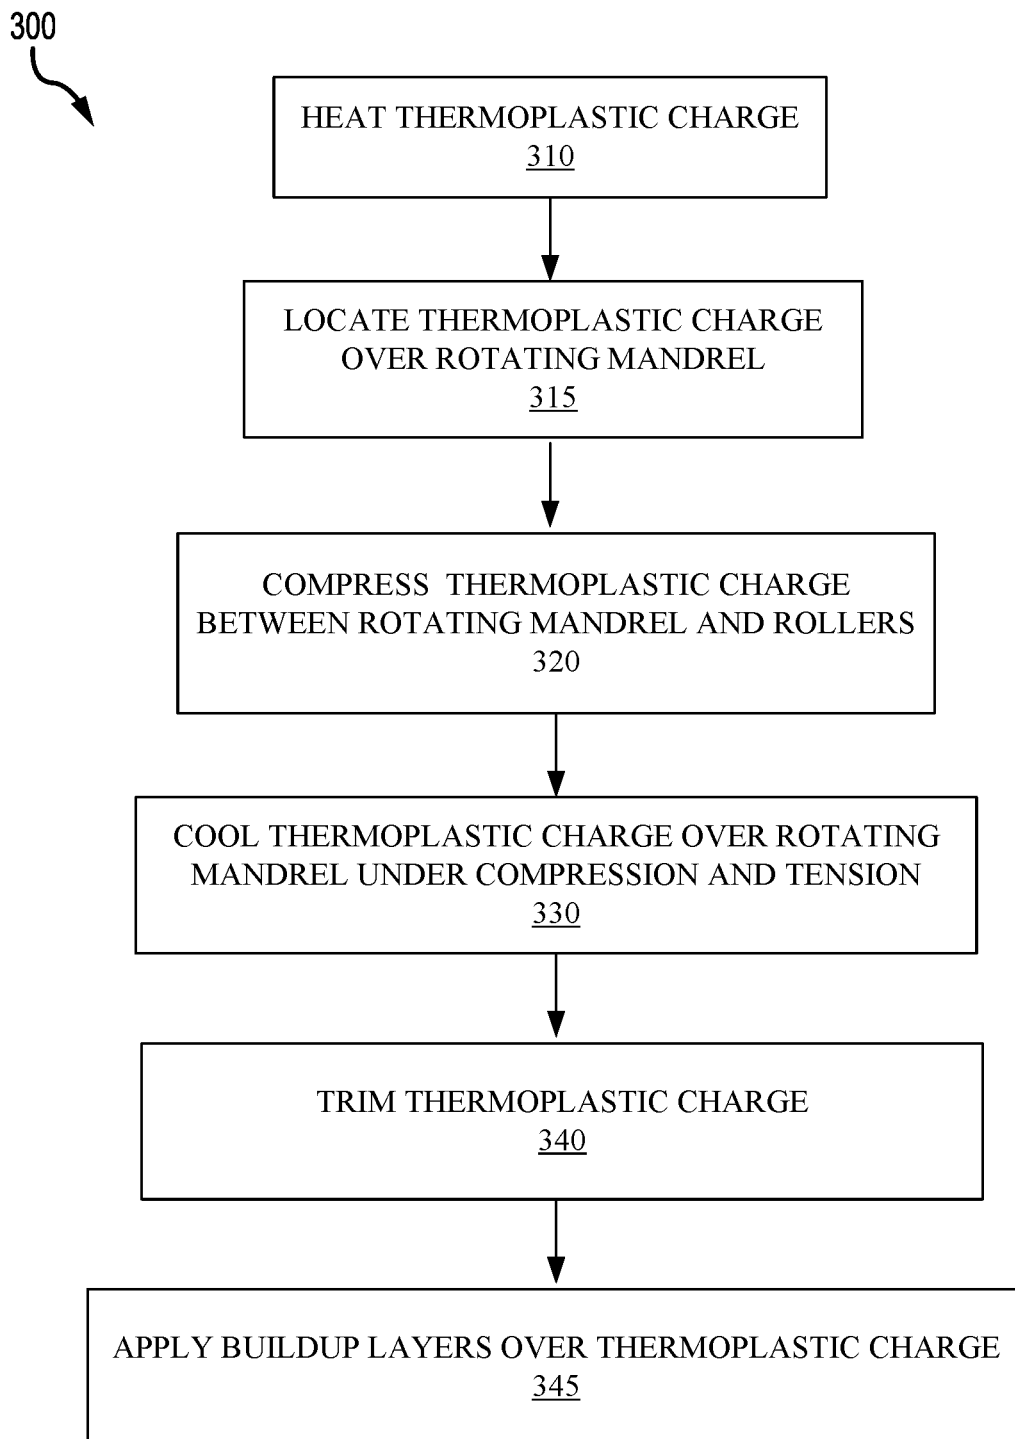 300
HEAT THERMOPLASTIC CHARGE
310
LOCATE THERMOPLASTIC CHARGE
OVER ROTATING MANDREL
315
COMPRESS THERMOPLASTIC CHARGE
BETWEEN ROTATING MANDREL AND ROLLERS
320
COOL THERMOPLASTIC CHARGE OVER ROTATING
MANDREL UNDER COMPRESSION AND TENSION
330
TRIM THERMOPLASTIC CHARGE
340
APPLY BUILDUP LAYERS OVER THERMOPLASTIC CHARGE
345